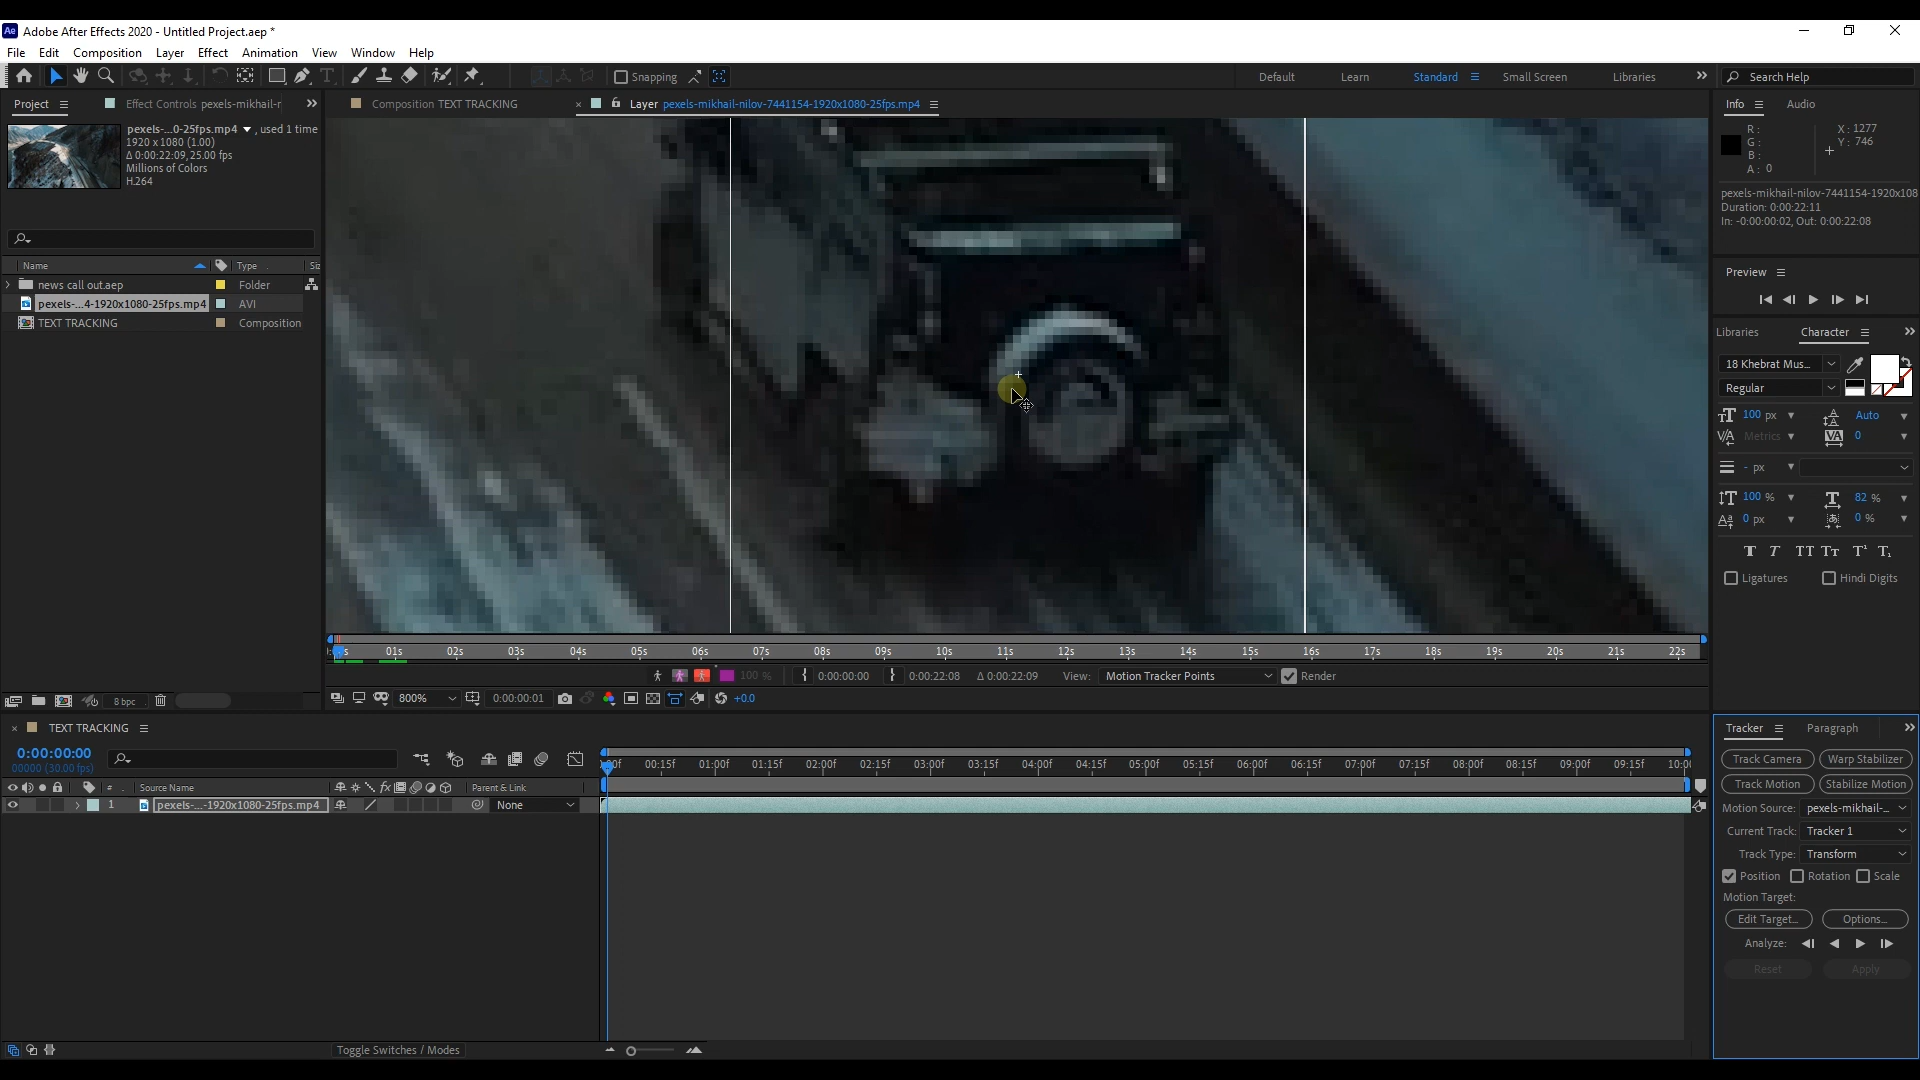 Adobe After Effects 2020 - Untitled Project.aep *
File Edit Composition Layer Effect Animation View Window Help
Snapping
Default Learn Standard Small Screen Libraries
Search Help
Project Effect Controls pexels-mikhail-r
Composition TEXT TRACKING
Layer pexels-mikhail-nilov-7441154-1920x1080-25fps.mp4
Info Audio
pexels-...0-25fps.mp4 , used 1 time
1920 x 1080 (1.00)
Δ 0:00:22:09, 25.00 fps
Millions of Colors
H.264
R :
G :
B :
A : 0
X : 1277
Y : 746
pexels-mikhail-nilov-7441154-1920x108
Duration: 0:00:22:11
In: -0:00:00:02, Out: 0:00:22:08
Name Type Siz
news call out.aep Folder
pexels-...4-1920x1080-25fps.mp4 AVI
TEXT TRACKING Composition
Preview
Libraries Character
18 Khebrat Mus...
Regular
100 px Auto
Metrics 0
- px
100 % 82 %
0 px 0 %
T T TT Tт T¹ T,
Ligatures Hindi Digits
01s 02s 03s 04s 05s 06s 07s 08s 09s 10s 11s 12s 13s 14s 15s 16s 17s 18s 19s 20s 21s 22s
100 % 0:00:00:00 0:00:22:08 Δ 0:00:22:09 View: Motion Tracker Points Render
8 bpc
800% 0:00:00:01 +0.0
TEXT TRACKING
0:00:00:00
00000 (30.00 fps)
00f 00:15f 01:00f 01:15f 02:00f 02:15f 03:00f 03:15f 04:00f 04:15f 05:00f 05:15f 06:00f 06:15f 07:00f 07:15f 08:00f 08:15f 09:00f 09:15f 10:0
# Source Name fx Parent & Link
1 pexels-...-1920x1080-25fps.mp4 None
Tracker Paragraph
Track Camera Warp Stabilizer
Track Motion Stabilize Motion
Motion Source: pexels-mikhail-...
Current Track: Tracker 1
Track Type: Transform
Position Rotation Scale
Motion Target:
Edit Target... Options...
Analyze:
Reset Apply
Toggle Switches / Modes